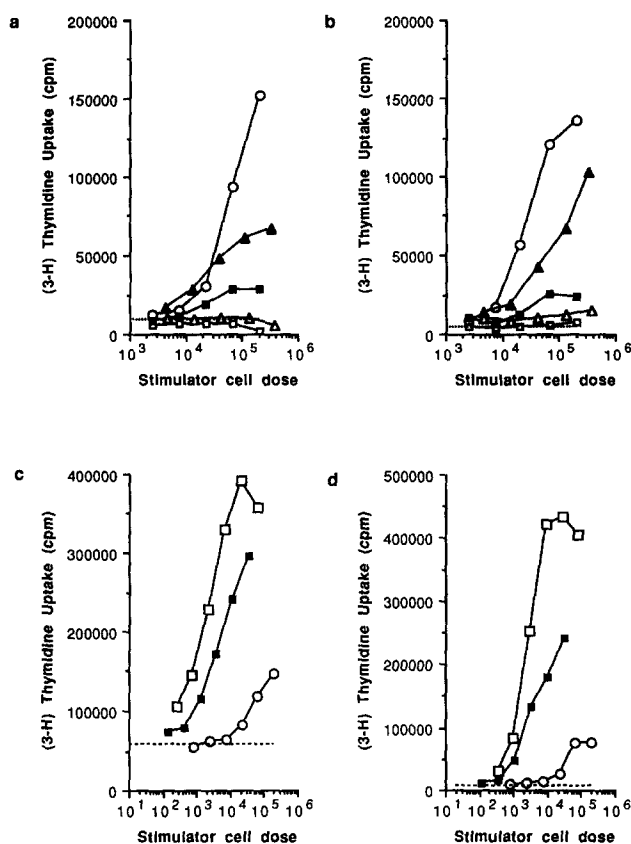 a
(3-H) Thymidine Uptake (cpm)
200000
150000
100000
50000
0
10^3 10^4 10^5 10^6
Stimulator cell dose
b
(3-H) Thymidine Uptake (cpm)
200000
150000
100000
50000
0
10^3 10^4 10^5 10^6
Stimulator cell dose
c
(3-H) Thymidine Uptake (cpm)
400000
300000
200000
100000
0
10^1 10^2 10^3 10^4 10^5 10^6
Stimulator cell dose
d
(3-H) Thymidine Uptake (cpm)
500000
400000
300000
200000
100000
0
10^1 10^2 10^3 10^4 10^5 10^6
Stimulator cell dose